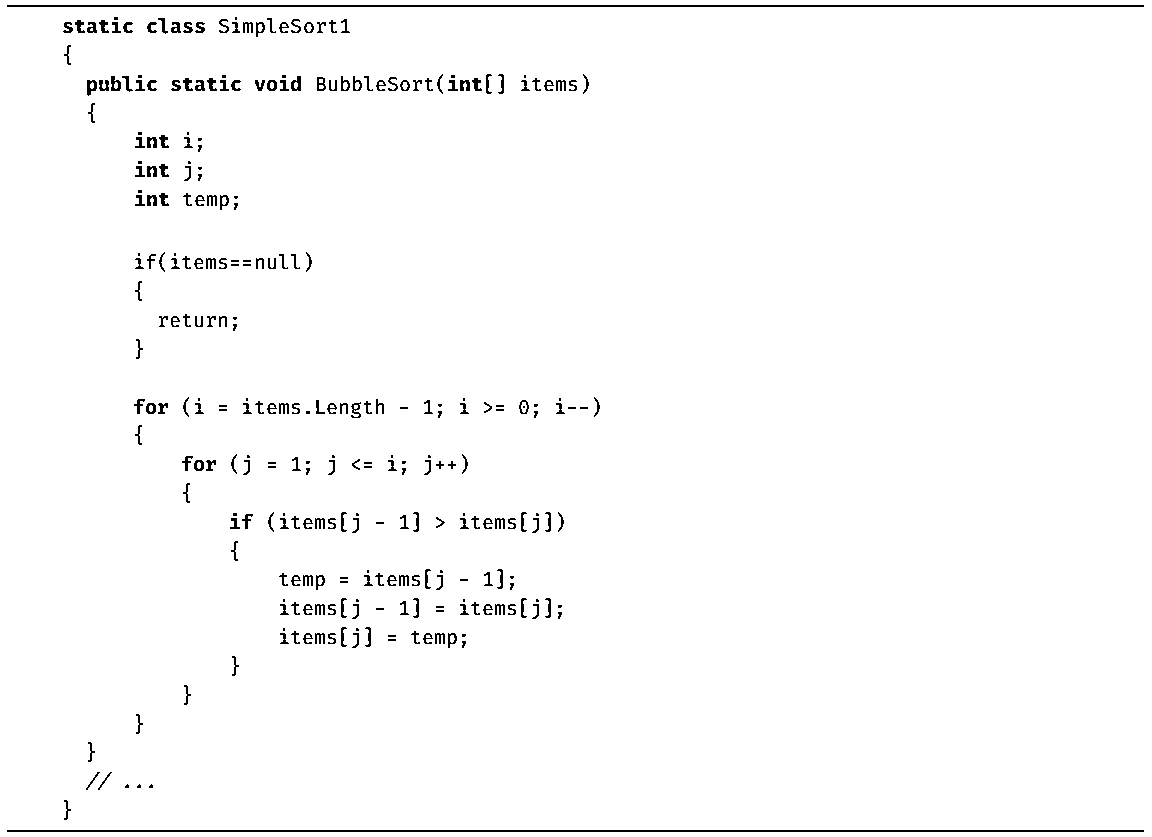 static class SimpleSort1
{
  public static void BubbleSort(int[] items)
  {
      int i;
      int j;
      int temp;

      if(items==null)
      {
        return;
      }

      for (i = items.Length - 1; i >= 0; i--)
      {
          for (j = 1; j <= i; j++)
          {
              if (items[j - 1] > items[j])
              {
                  temp = items[j - 1];
                  items[j - 1] = items[j];
                  items[j] = temp;
              }
          }
      }
  }
  // ...
}